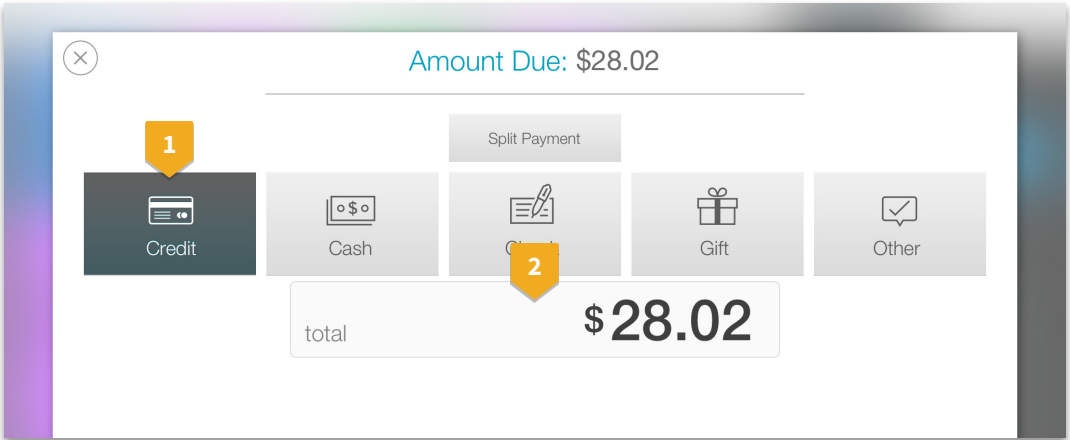 Amount Due: $28.02
1
Split Payment
Credit
Cash
Gift
Other
2
total
$28.02